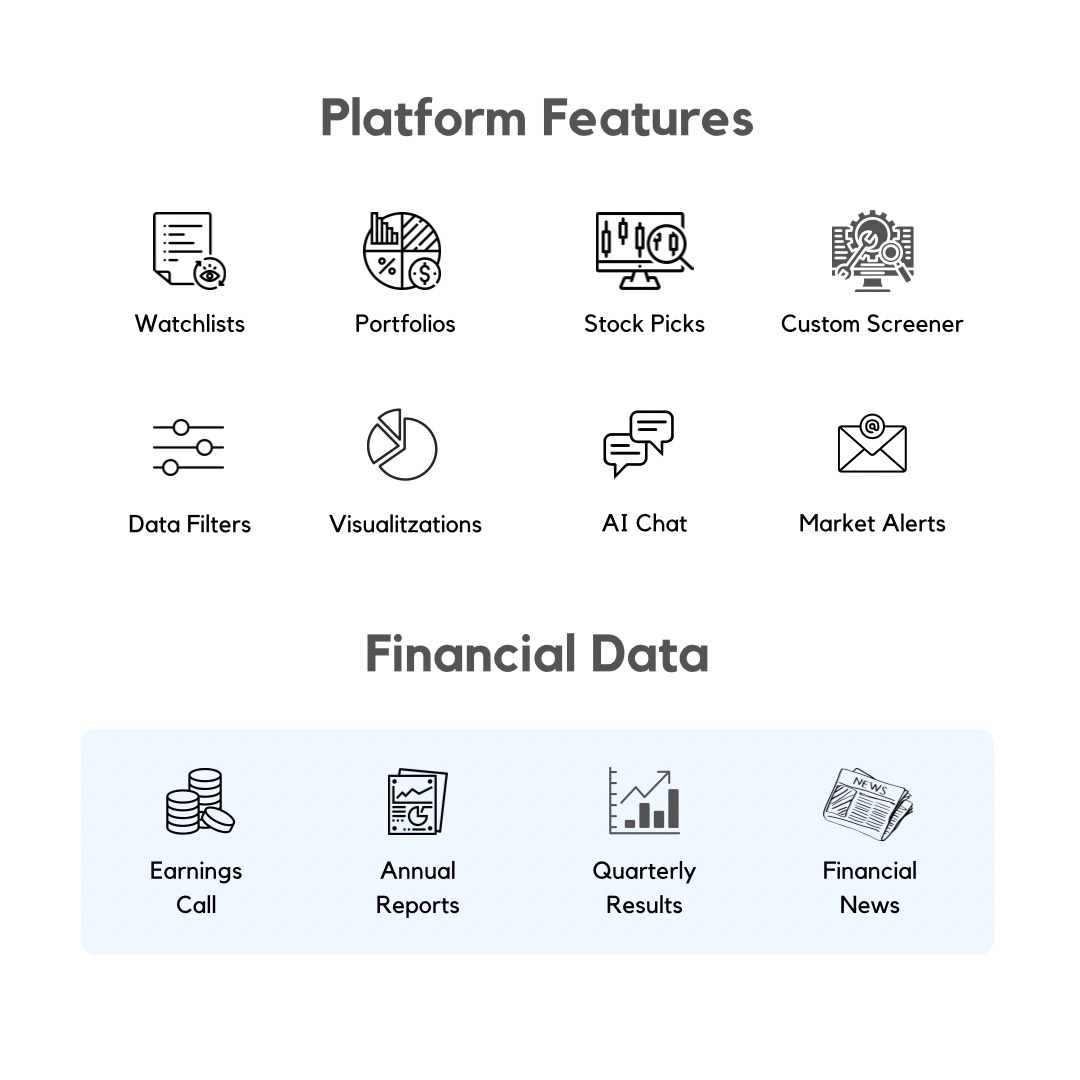 Platform Features
Watchlists
Portfolios
Stock Picks
Custom Screener
Data Filters
Visualitzations
AI Chat
Market Alerts
Financial Data
Earnings
Call
Annual
Reports
Quarterly
Results
NEWS
Financial
News